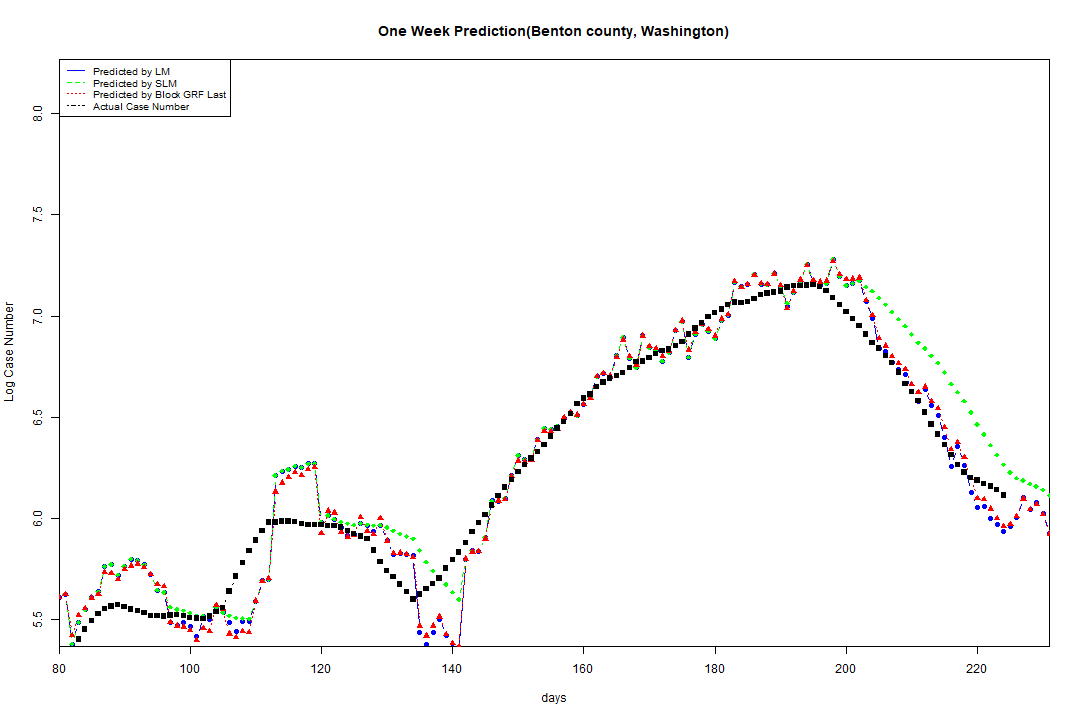 One Week Prediction(Benton county, Washington)
Predicted by LM
Predicted by SLM
Predicted by Block GRF Last
Actual Case Number
8.0
7.5
7.0
6.5
6.0
5.5
Log Case Number
80 100 120 140 160 180 200 220
days